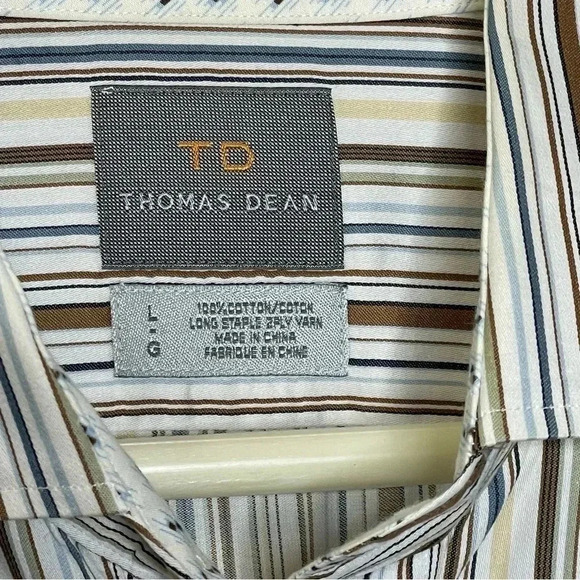 TD
THOMAS DEAN
L
-
G
100% COTTON/COTON
LONG STAPLE 2PLY YARN
MADE IN CHINA
FABRIQUE EN CHINE